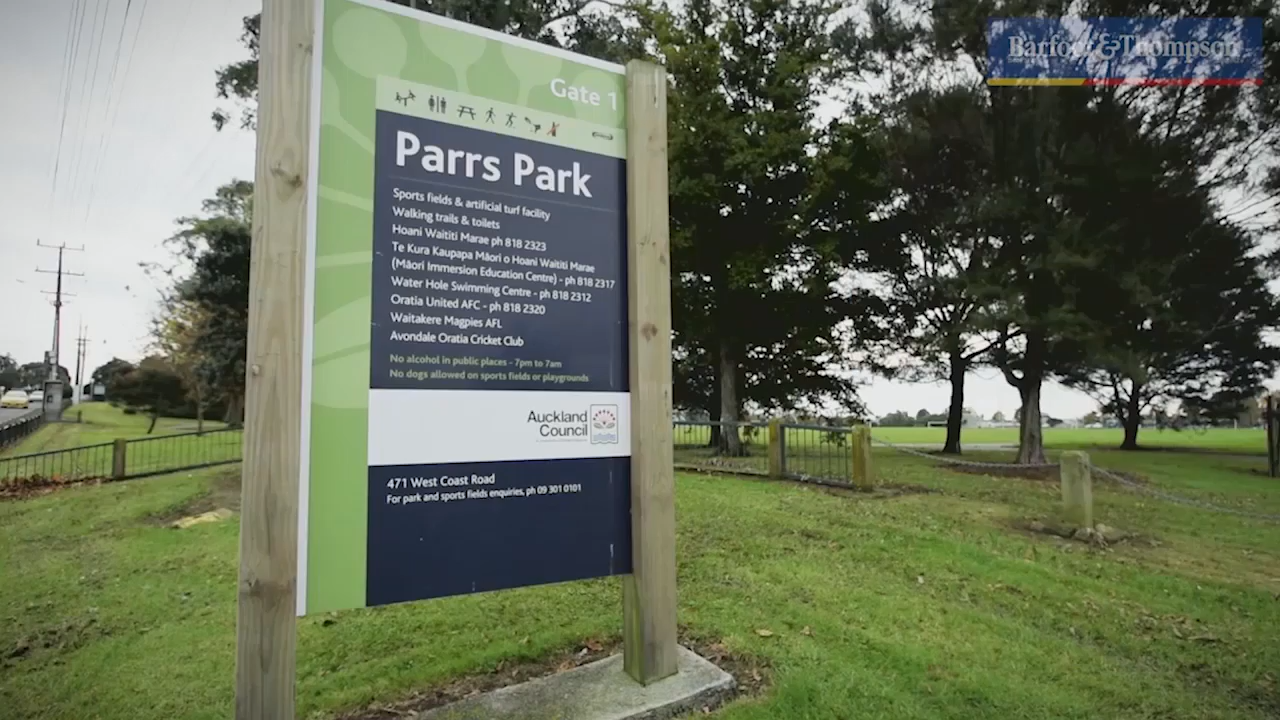 Barfoot & Thompson
Gate 1
Parrs Park
Sports fields & artificial turf facility
Walking trails & toilets
Hoani Waititi Marae ph 818 2323
Te Kura Kaupapa Māori o Hoani Waititi Marae
(Māori Immersion Education Centre) - ph 818 2317
Water Hole Swimming Centre - ph 818 2312
Oratia United AFC - ph 818 2320
Waitakere Magpies AFL
Avondale Oratia Cricket Club
No alcohol in public places - 7pm to 7am
No dogs allowed on sports fields or playgrounds
Auckland
Council
471 West Coast Road
For park and sports fields enquiries, ph 09 301 0101